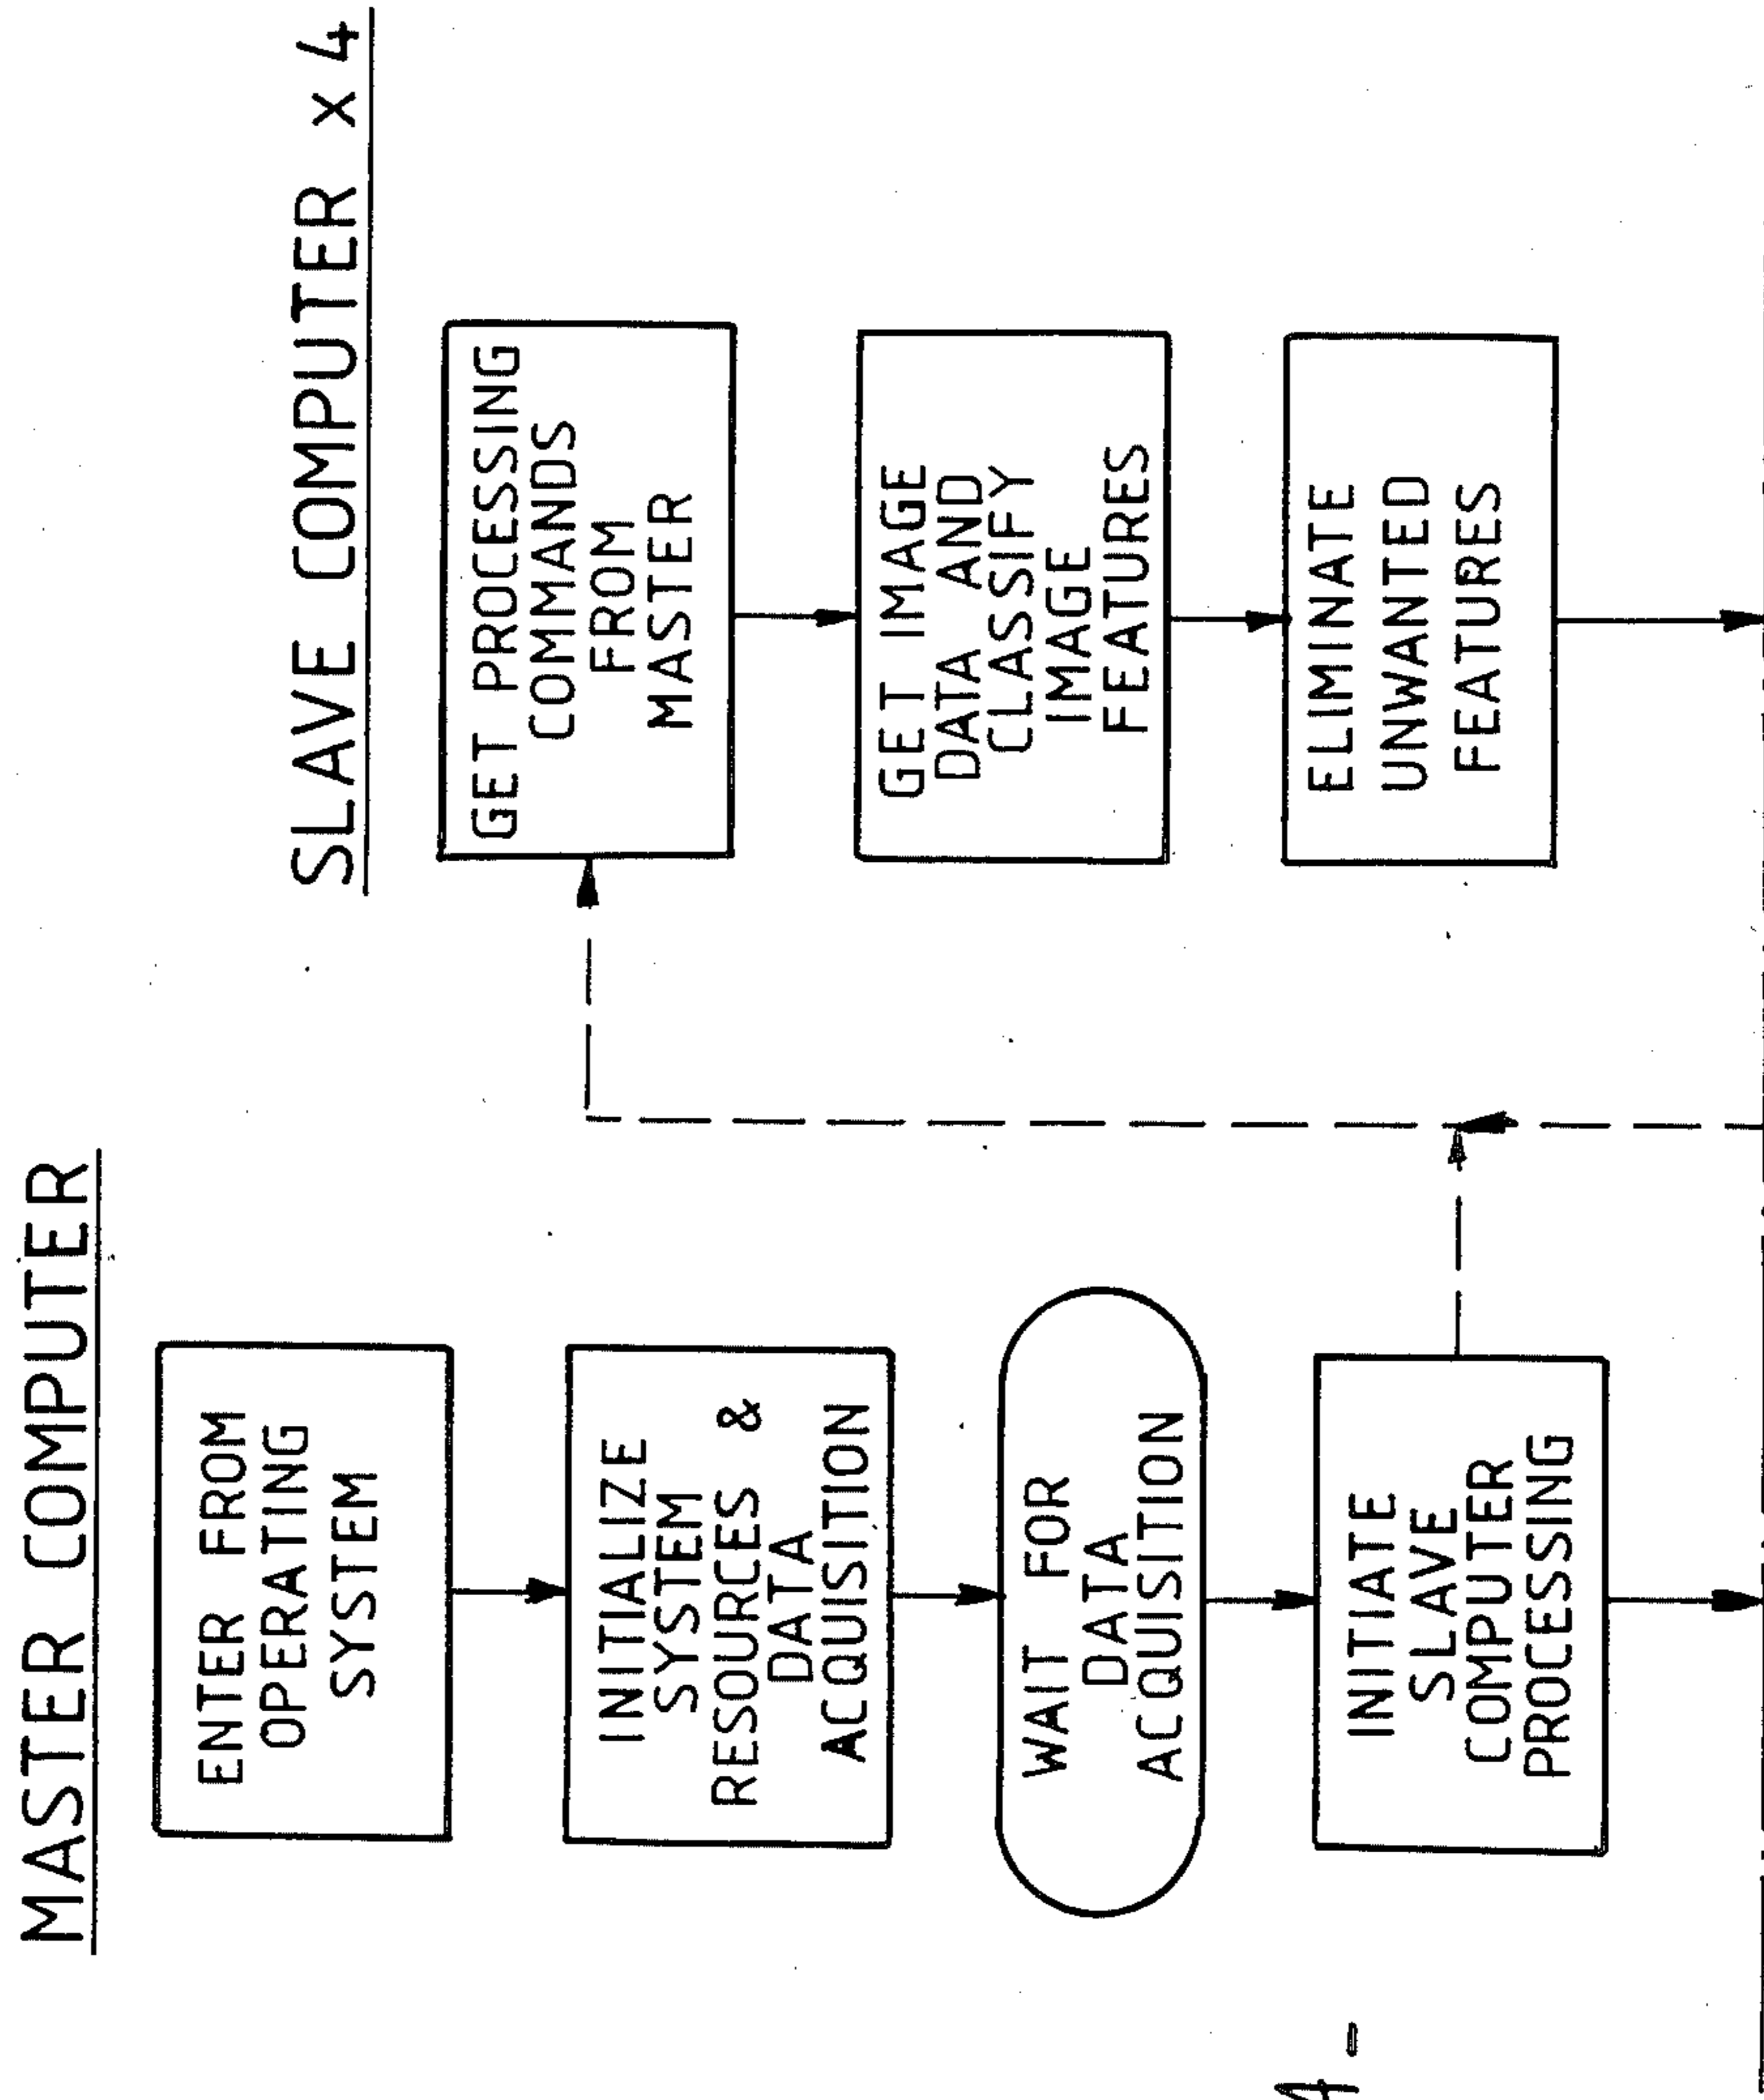 MASTER COMPUTER
ENTER FROM
OPERATING
SYSTEM
INITIALIZE
SYSTEM
RESOURCES &
DATA
ACQUISITION
WAIT FOR
DATA
ACQUISITION
INITIATE
SLAVE
COMPUTER
PROCESSING
SLAVE COMPUTER x 4
GET PROCESSING
COMMANDS
FROM
MASTER
GET IMAGE
DATA AND
CLASSIFY
IMAGE
FEATURES
ELIMINATE
UNWANTED
FEATURES